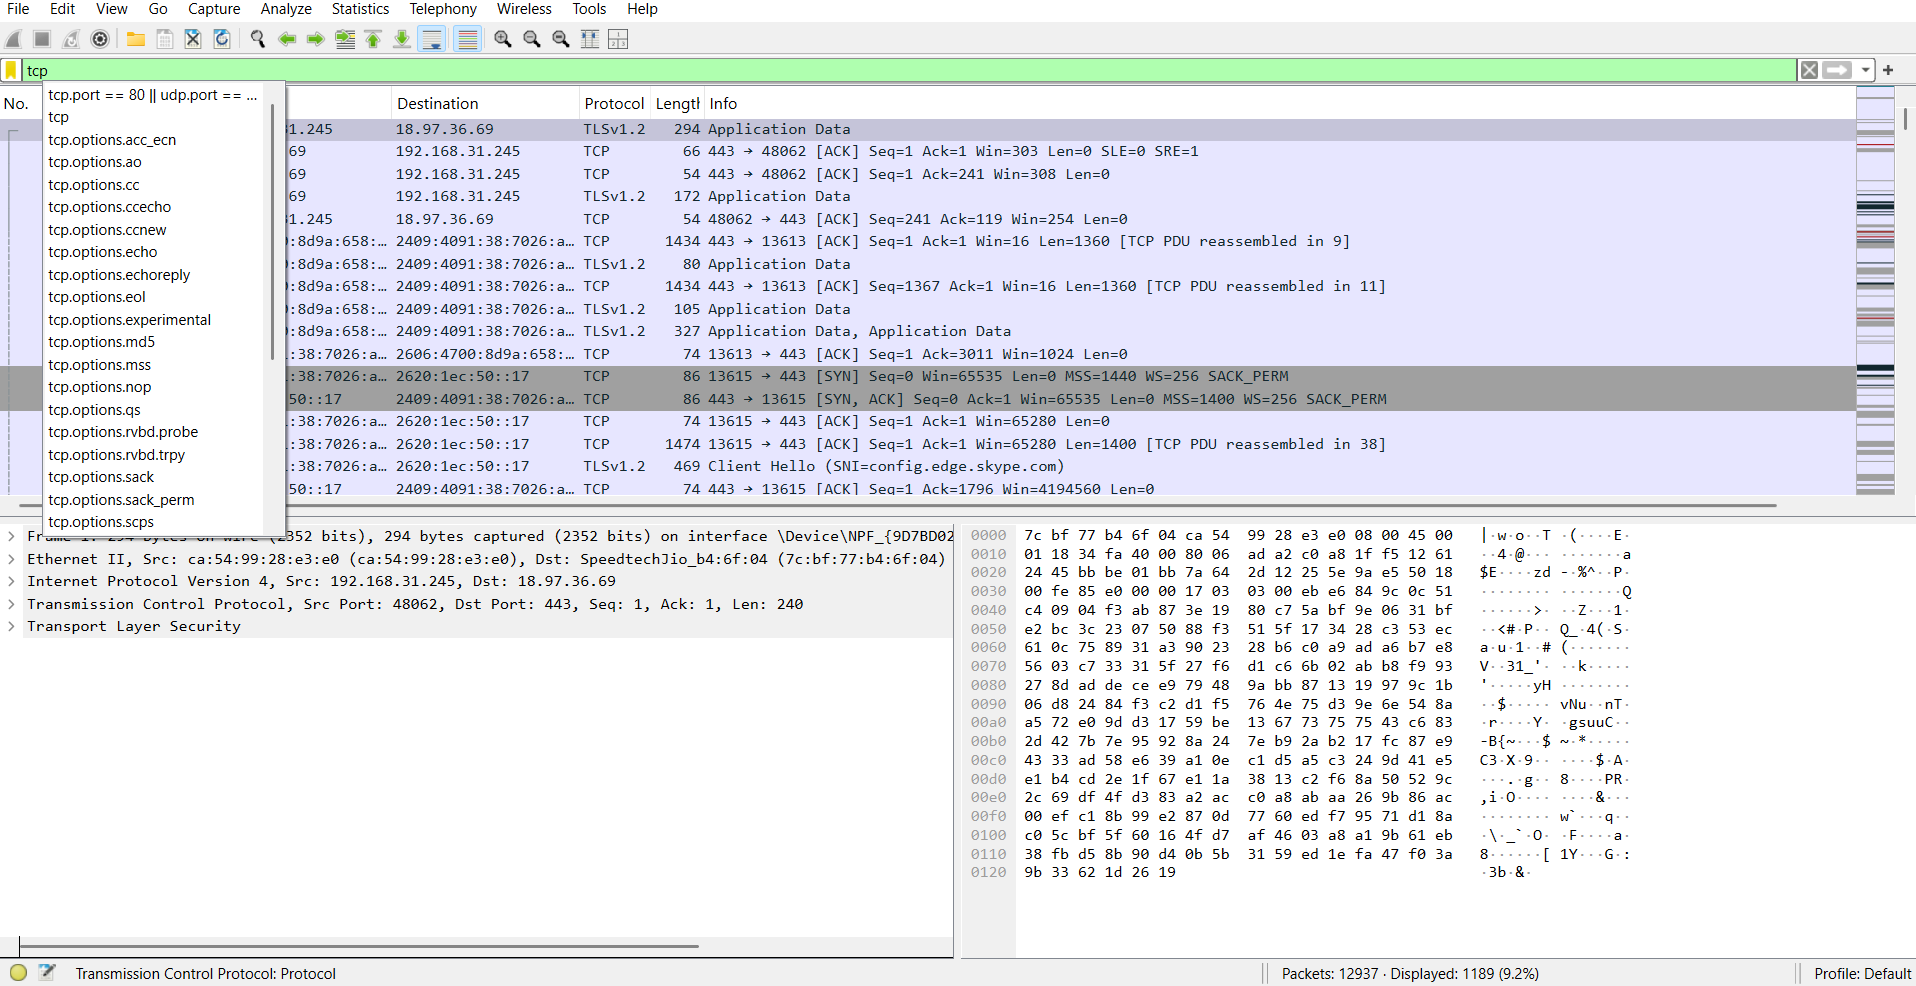 File Edit View Go Capture Analyze Statistics Telephony Wireless Tools Help
tcp
No. Destination Protocol Length Info
tcp.port == 80 || udp.port == ...
tcp
tcp.options.acc_ecn
tcp.options.ao
tcp.options.cc
tcp.options.ccecho
tcp.options.ccnew
tcp.options.echo
tcp.options.echoreply
tcp.options.eol
tcp.options.experimental
tcp.options.md5
tcp.options.mss
tcp.options.nop
tcp.options.qs
tcp.options.rvbd.probe
tcp.options.rvbd.trpy
tcp.options.sack
tcp.options.sack_perm
tcp.options.scps
31.245 18.97.36.69 TLSv1.2 294 Application Data
69 192.168.31.245 TCP 66 443 → 48062 [ACK] Seq=1 Ack=1 Win=303 Len=0 SLE=0 SRE=1
69 192.168.31.245 TCP 54 443 → 48062 [ACK] Seq=1 Ack=241 Win=308 Len=0
69 192.168.31.245 TLSv1.2 172 Application Data
31.245 18.97.36.69 TCP 54 48062 → 443 [ACK] Seq=241 Ack=119 Win=254 Len=0
0:8d9a:658:… 2409:4091:38:7026:a… TCP 1434 443 → 13613 [ACK] Seq=1 Ack=1 Win=16 Len=1360 [TCP PDU reassembled in 9]
0:8d9a:658:… 2409:4091:38:7026:a… TLSv1.2 80 Application Data
0:8d9a:658:… 2409:4091:38:7026:a… TCP 1434 443 → 13613 [ACK] Seq=1367 Ack=1 Win=16 Len=1360 [TCP PDU reassembled in 11]
0:8d9a:658:… 2409:4091:38:7026:a… TLSv1.2 105 Application Data
0:8d9a:658:… 2409:4091:38:7026:a… TLSv1.2 327 Application Data, Application Data
:38:7026:a… 2606:4700:8d9a:658:… TCP 74 13613 → 443 [ACK] Seq=1 Ack=3011 Win=1024 Len=0
:38:7026:a… 2620:1ec:50::17 TCP 86 13615 → 443 [SYN] Seq=0 Win=65535 Len=0 MSS=1440 WS=256 SACK_PERM
50::17 2409:4091:38:7026:a… TCP 86 443 → 13615 [SYN, ACK] Seq=0 Ack=1 Win=65535 Len=0 MSS=1400 WS=256 SACK_PERM
:38:7026:a… 2620:1ec:50::17 TCP 74 13615 → 443 [ACK] Seq=1 Ack=1 Win=65280 Len=0
:38:7026:a… 2620:1ec:50::17 TCP 1474 13615 → 443 [ACK] Seq=1 Ack=1 Win=65280 Len=1400 [TCP PDU reassembled in 38]
:38:7026:a… 2620:1ec:50::17 TLSv1.2 469 Client Hello (SNI=config.edge.skype.com)
50::17 2409:4091:38:7026:a… TCP 74 443 → 13615 [ACK] Seq=1 Ack=1796 Win=4194560 Len=0
Frame 1: 294 bytes on wire (2352 bits), 294 bytes captured (2352 bits) on interface \Device\NPF_{9D7BD02
Ethernet II, Src: ca:54:99:28:e3:e0 (ca:54:99:28:e3:e0), Dst: SpeedtechJio_b4:6f:04 (7c:bf:77:b4:6f:04)
Internet Protocol Version 4, Src: 192.168.31.245, Dst: 18.97.36.69
Transmission Control Protocol, Src Port: 48062, Dst Port: 443, Seq: 1, Ack: 1, Len: 240
Transport Layer Security
0000 7c bf 77 b4 6f 04 ca 54 99 28 e3 e0 08 00 45 00 |·w·o··T ·(····E·
0010 01 18 34 fa 40 00 80 06 ad a2 c0 a8 1f f5 12 61 ··4·@··· ·······a
0020 24 45 bb be 01 bb 7a 64 2d 12 25 5e 9a e5 50 18 $E····zd -·%^··P·
0030 00 fe 85 e0 00 00 17 03 03 00 eb e6 84 9c 0c 51 ········ ·······Q
0040 c4 09 04 f3 ab 87 3e 19 80 c7 5a bf 9e 06 31 bf ······>· ··Z···1·
0050 e2 bc 3c 23 07 50 88 f3 51 5f 17 34 28 c3 53 ec ··<#·P·· Q_·4(·S·
0060 61 0c 75 89 31 a3 90 23 28 b6 c0 a9 ad a6 b7 e8 a·u·1··# (·······
0070 56 03 c7 33 31 5f 27 f6 d1 c6 6b 02 ab b8 f9 93 V··31_'· ··k·····
0080 27 8d ad de ce e9 79 48 9a bb 87 13 19 97 9c 1b '·····yH ········
0090 06 d8 24 84 f3 c2 d1 f5 76 4e 75 d3 9e 6e 54 8a ··$····· vNu··nT·
00a0 a5 72 e0 9d d3 17 59 be 13 67 73 75 75 43 c6 83 ·r····Y· ·gsuuC··
00b0 2d 42 7b 7e 95 92 8a 24 7e b9 2a b2 17 fc 87 e9 -B{~···$ ~·*·····
00c0 43 33 ad 58 e6 39 a1 0e c1 d5 a5 c3 24 9d 41 e5 C3·X·9·· ····$·A·
00d0 e1 b4 cd 2e 1f 67 e1 1a 38 13 c2 f6 8a 50 52 9c ···.·g·· 8····PR·
00e0 2c 69 df 4f d3 83 a2 ac c0 a8 ab aa 26 9b 86 ac ,i·O···· ····&···
00f0 00 ef c1 8b 99 e2 87 0d 77 60 ed f7 95 71 d1 8a ········ w`···q··
0100 c0 5c bf 5f 60 16 4f d7 af 46 03 a8 a1 9b 61 eb ·\·_`·O· ·F····a·
0110 38 fb d5 8b 90 d4 0b 5b 31 59 ed 1e fa 47 f0 3a 8······[ 1Y···G·:
0120 9b 33 62 1d 26 19 ·3b·&·
Transmission Control Protocol: Protocol
Packets: 12937 · Displayed: 1189 (9.2%)
Profile: Default